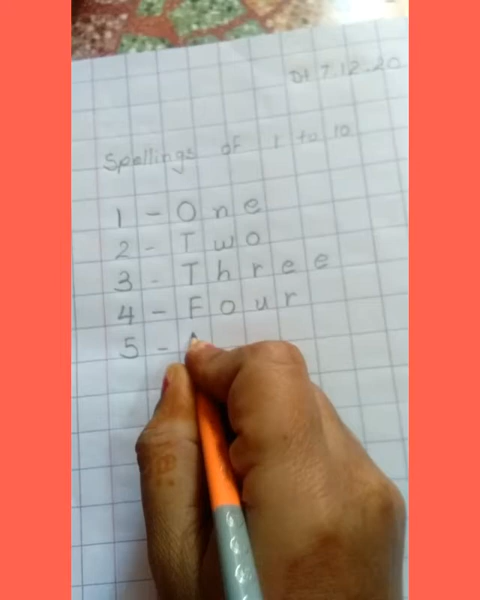 Dt 7.12.20
Spellings of 1 to 10
1 - One
2 - Two
3 - Three
4 - Four
5 -